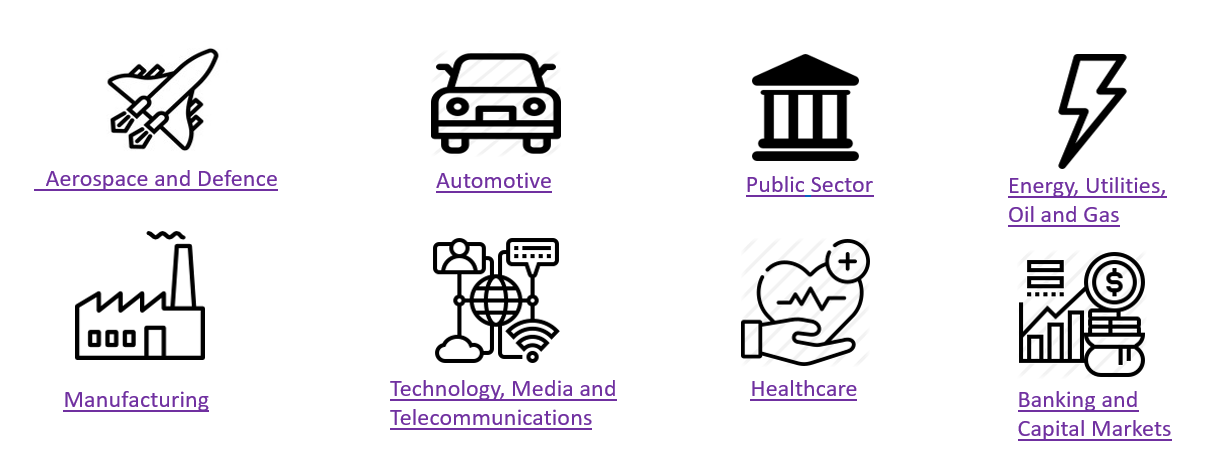 Aerospace and Defence
Automotive
Public Sector
Energy, Utilities,
Oil and Gas
Manufacturing
Technology, Media and
Telecommunications
Healthcare
Banking and
Capital Markets